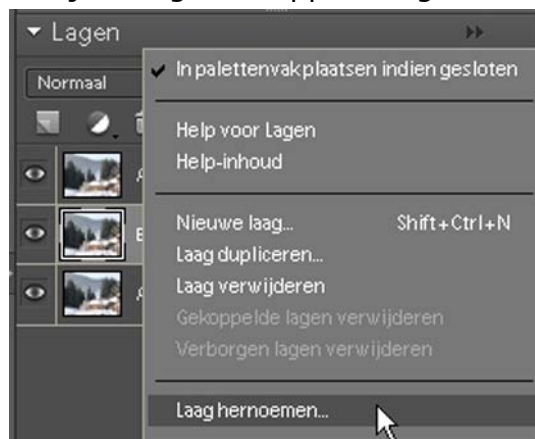 Lagen
Normaal
In palettenvak plaatsen indien gesloten
Help voor Lagen
Help-inhoud
Nieuwe laag... Shift+Ctrl+N
Laag dupliceren...
Laag verwijderen
Gekoppelde lagen verwijderen
Verborgen lagen verwijderen
Laag hernoemen...